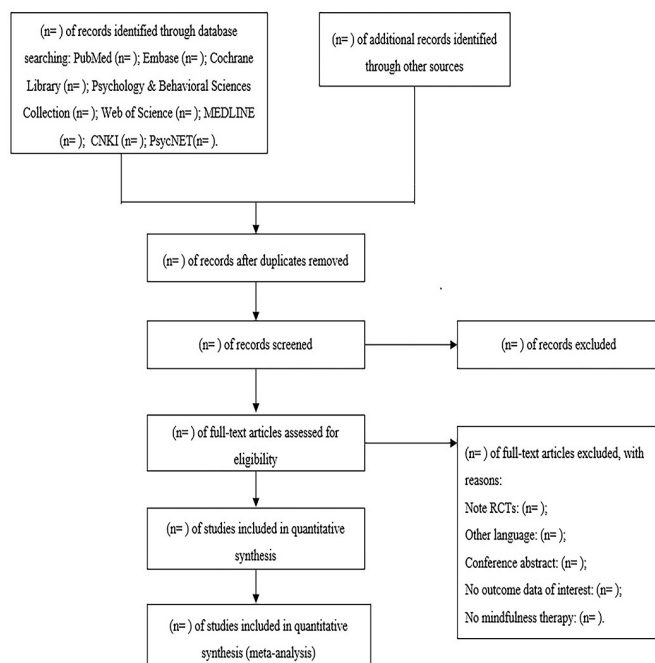 (n= ) of records identified through database
searching: PubMed (n= ); Embase (n= ); Cochrane
Library (n= ); Psychology & Behavioral Sciences
Collection (n= ); Web of Science (n= ); MEDLINE
(n= ); CNKI (n= ); PsycNET(n= ).
(n= ) of additional records identified
through other sources
(n= ) of records after duplicates removed
(n= ) of records screened
(n= ) of records excluded
(n= ) of full-text articles assessed for
eligibility
(n= ) of full-text articles excluded, with
reasons:
Note RCTs: (n= );
Other language: (n= );
Conference abstract: (n= );
No outcome data of interest: (n= );
No mindfulness therapy: (n= ).
(n= ) of studies included in quantitative
synthesis
(n= ) of studies included in quantitative
synthesis (meta-analysis)